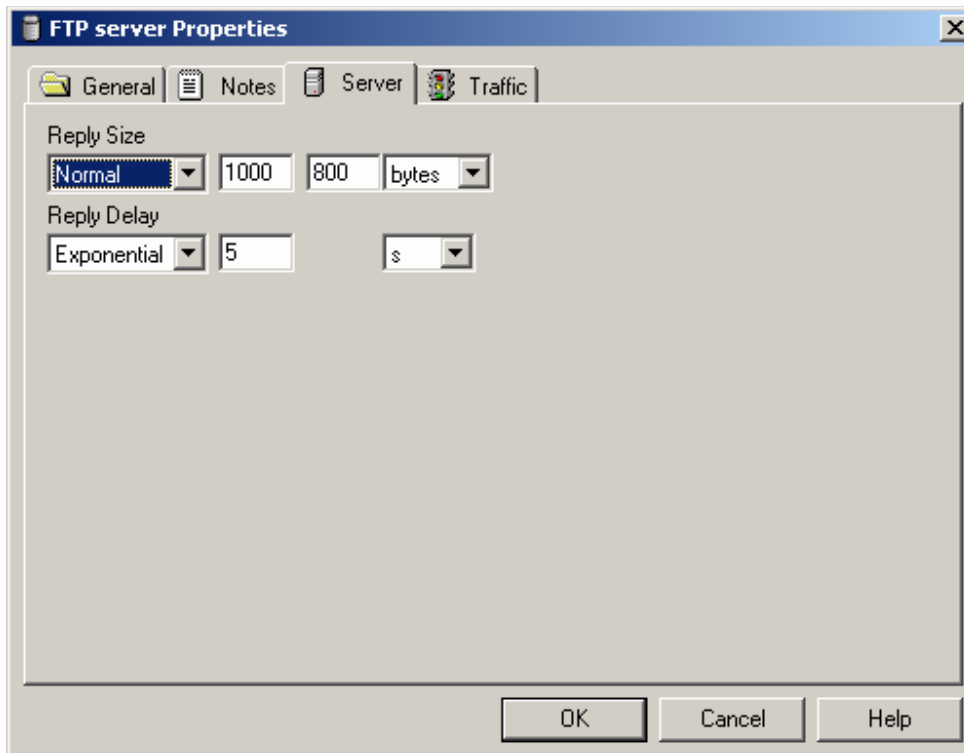 FTP server Properties
General Notes Server Traffic
Reply Size
Normal 1000 800 bytes
Reply Delay
Exponential 5 s
OK Cancel Help